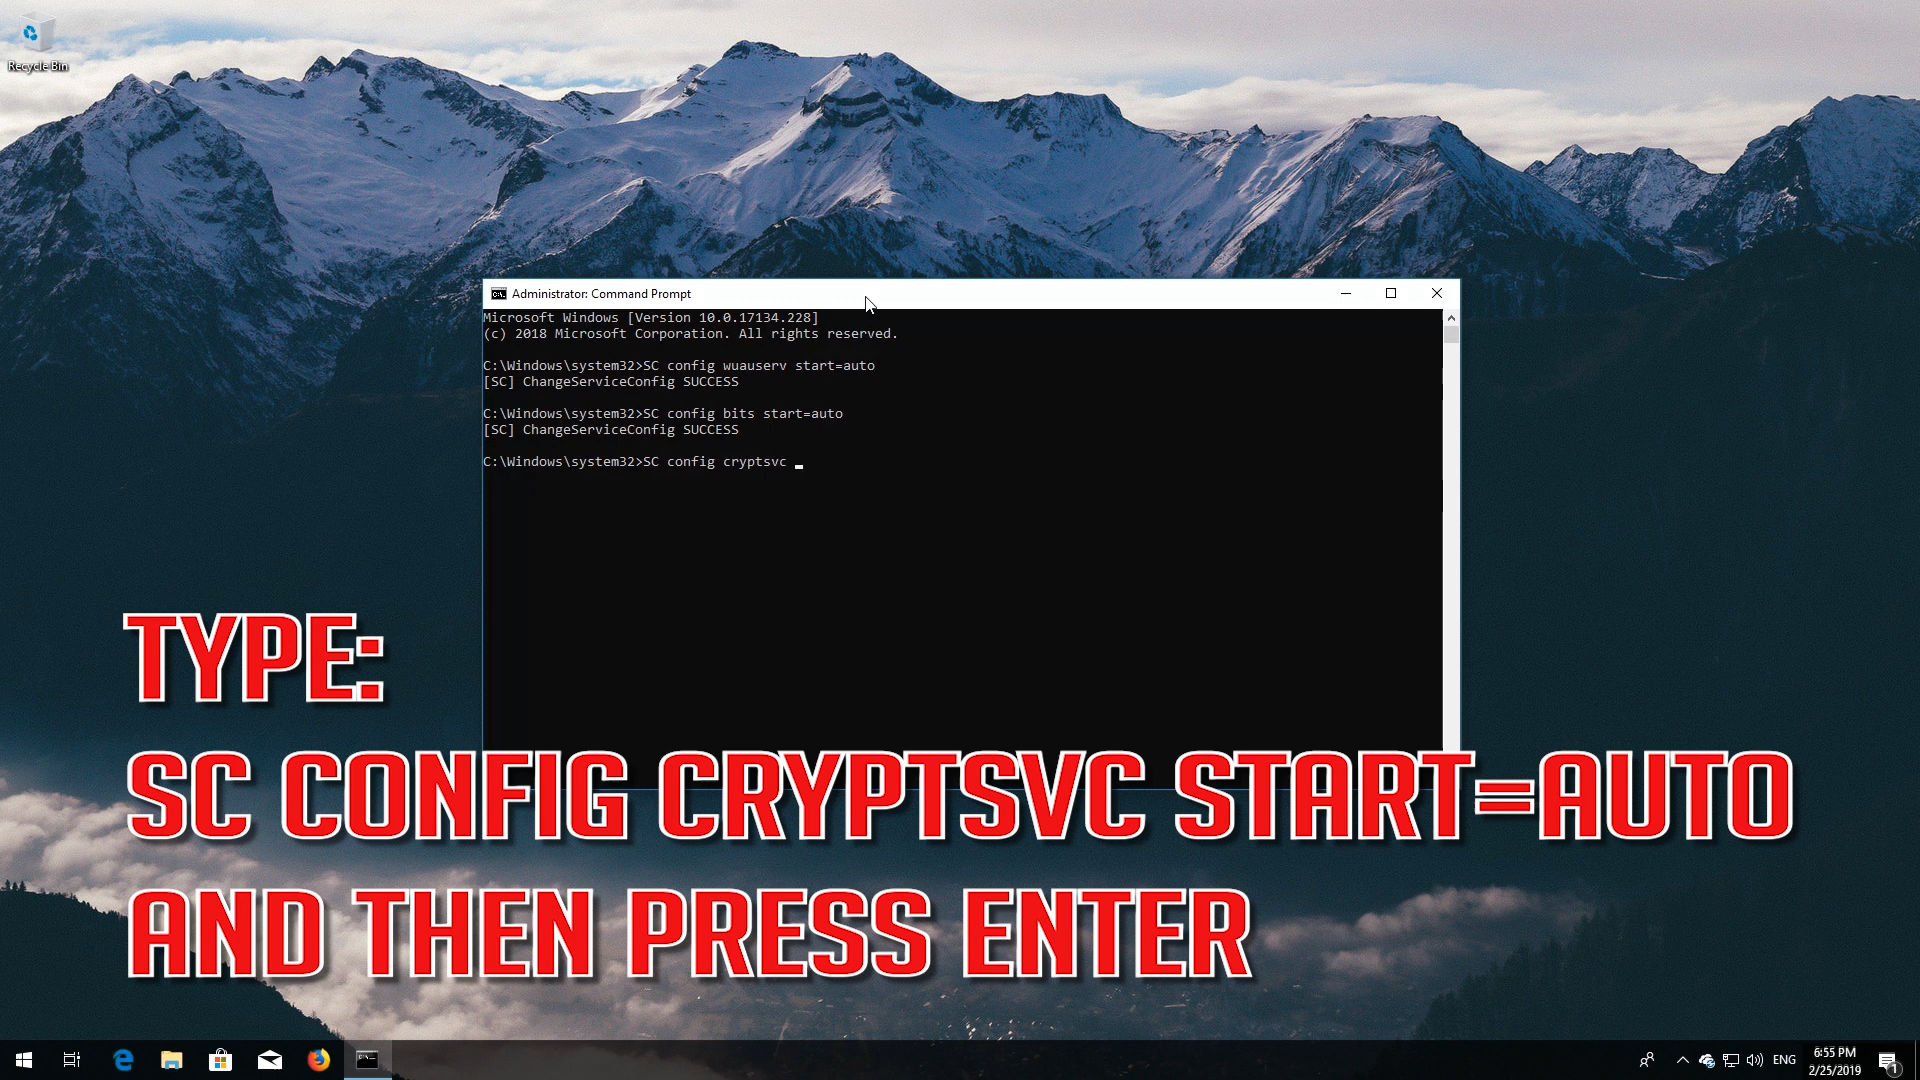 Recycle Bin
Administrator: Command Prompt
Microsoft Windows [Version 10.0.17134.228]
(c) 2018 Microsoft Corporation. All rights reserved.
C:\Windows\system32>SC config wuauserv start=auto
[SC] ChangeServiceConfig SUCCESS
C:\Windows\system32>SC config bits start=auto
[SC] ChangeServiceConfig SUCCESS
C:\Windows\system32>SC config cryptsvc
TYPE:
SC CONFIG CRYPTSVC START=AUTO
AND THEN PRESS ENTER
ENG
6:55 PM
2/25/2019
1